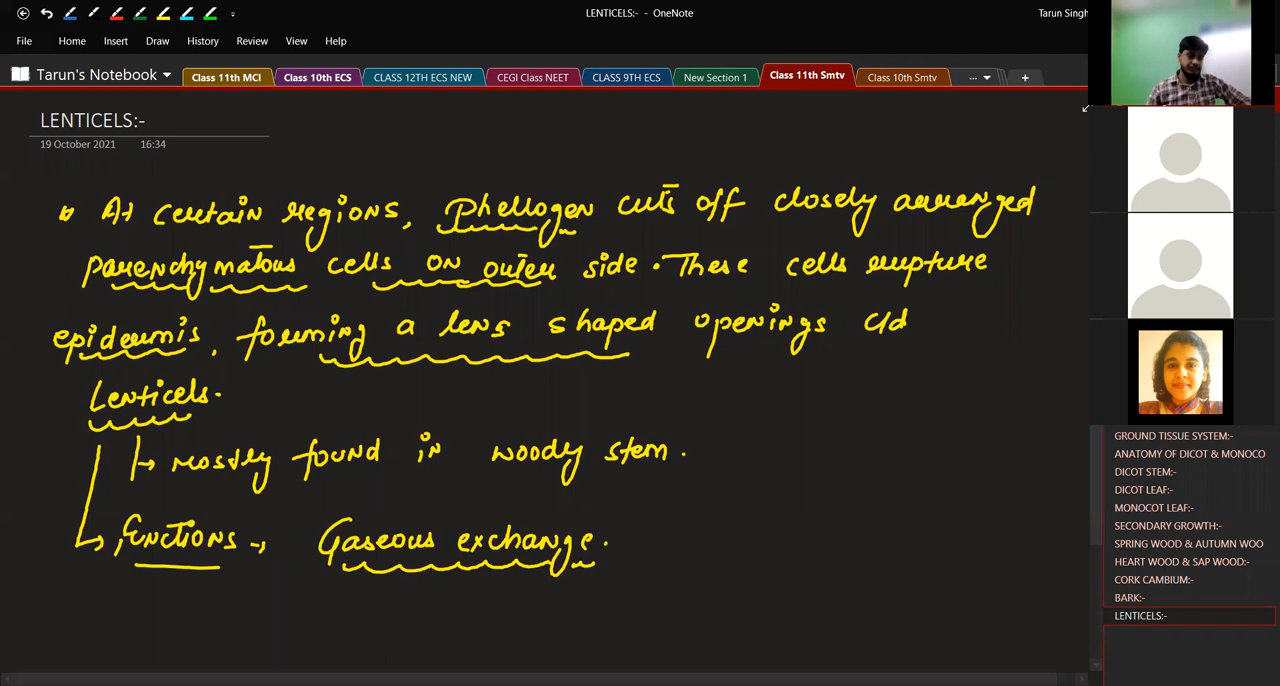 LENTICELS:- - OneNote
Tarun Singh
File Home Insert Draw History Review View Help
Tarun's Notebook
Class 11th MCI Class 10th ECS CLASS 12TH ECS NEW CEGI Class NEET CLASS 9TH ECS New Section 1 Class 11th Smtv Class 10th Smtv ... +
LENTICELS:-
19 October 2021 16:34
At certain regions, Phellogen cuts off closely arranged
parenchymatous cells on outer side. These cells rupture
epidermis, forming a lens shaped openings c/d
Lenticels.
mostly found in woody stem.
functions -, Gaseous exchange.
GROUND TISSUE SYSTEM:-
ANATOMY OF DICOT & MONOCO
DICOT STEM:-
DICOT LEAF:-
MONOCOT LEAF:-
SECONDARY GROWTH:-
SPRING WOOD & AUTUMN WOO
HEART WOOD & SAP WOOD:-
CORK CAMBIUM:-
BARK:-
LENTICELS:-